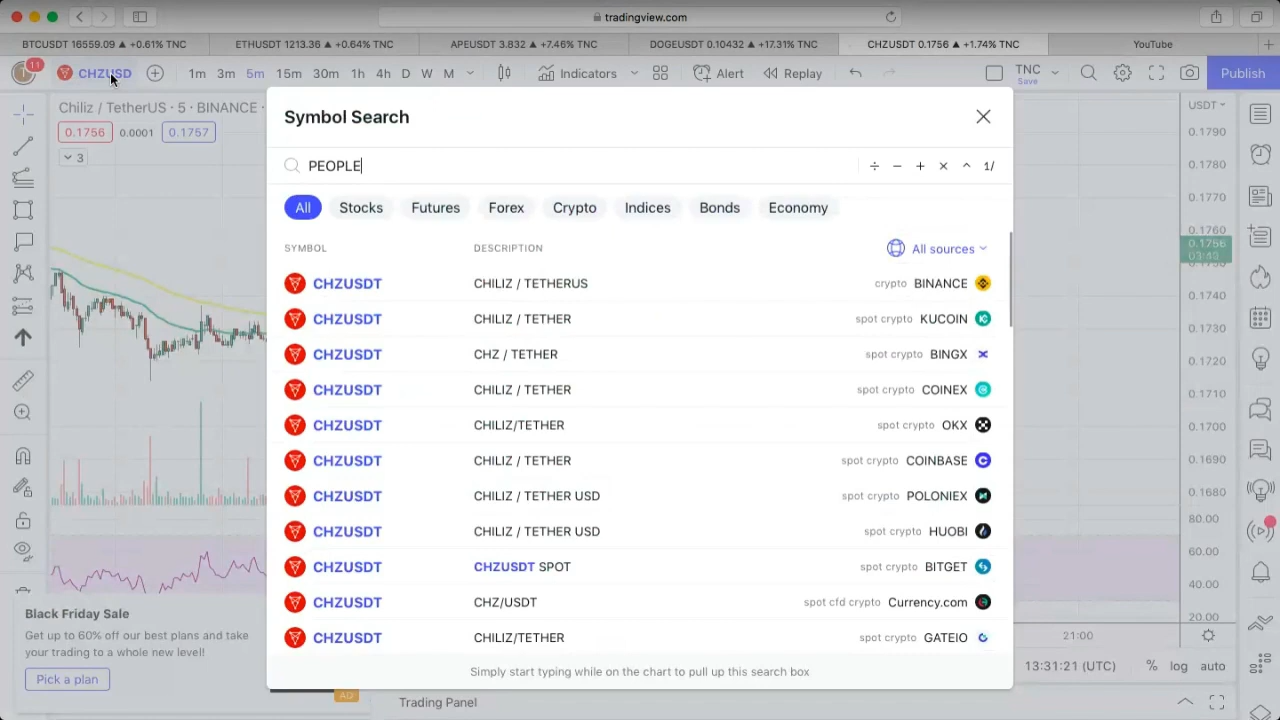 tradingview.com
BTCUSDT 16559.09 ▲ +0.61% TNC
ETHUSDT 1213.36 ▲ +0.64% TNC
APEUSDT 3.832 ▲ +7.46% TNC
DOGEUSDT 0.10432 ▲ +17.31% TNC
CHZUSDT 0.1756 ▲ +1.74% TNC
YouTube
T 11 CHZUSD 1m 3m 5m 15m 30m 1h 4h D W M Indicators Alert Replay TNC Save Publish
Chiliz / TetherUS · 5 · BINANCE ·
0.1756 0.0001 0.1757
3
Symbol Search
PEOPLE ÷ − + × ^ 1/
All Stocks Futures Forex Crypto Indices Bonds Economy
SYMBOL DESCRIPTION All sources
CHZUSDT CHILIZ / TETHERUS crypto BINANCE
CHZUSDT CHILIZ / TETHER spot crypto KUCOIN
CHZUSDT CHZ / TETHER spot crypto BINGX
CHZUSDT CHILIZ / TETHER spot crypto COINEX
CHZUSDT CHILIZ/TETHER spot crypto OKX
CHZUSDT CHILIZ / TETHER spot crypto COINBASE
CHZUSDT CHILIZ / TETHER USD spot crypto POLONIEX
CHZUSDT CHILIZ / TETHER USD spot crypto HUOBI
CHZUSDT CHZUSDT SPOT spot crypto BITGET
CHZUSDT CHZ/USDT spot cfd crypto Currency.com
CHZUSDT CHILIZ/TETHER spot crypto GATEIO
Simply start typing while on the chart to pull up this search box
USDT
0.1790
0.1780
0.1770
0.1760
0.1756
03:43
0.1740
0.1730
0.1720
0.1710
0.1700
0.1690
0.1680
80.00
60.00
40.00
20.00
21:00
13:31:21 (UTC) % log auto
Black Friday Sale
Get up to 60% off our best plans and take
your trading to a whole new level!
Pick a plan
AD
Trading Panel